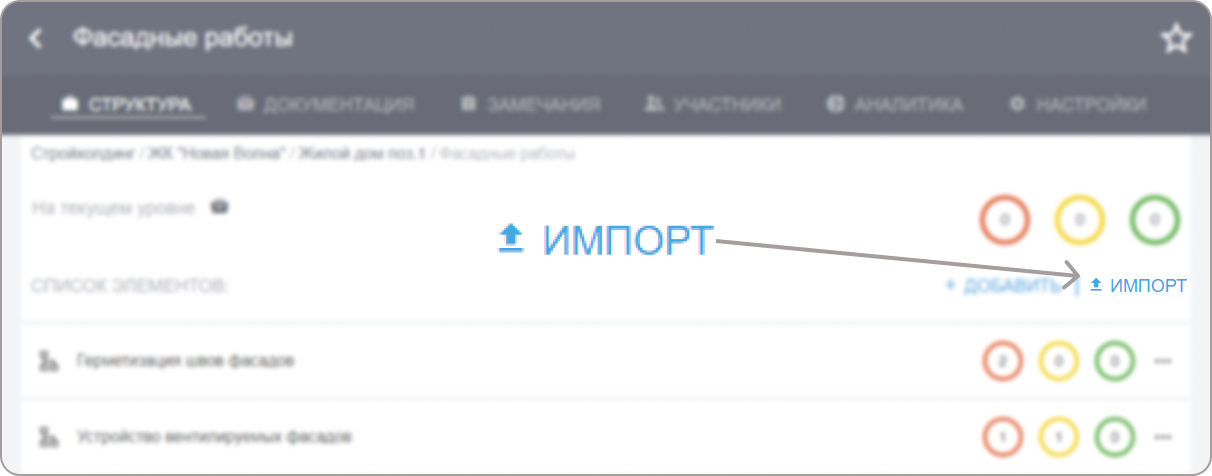 Фасадные работы
СТРУКТУРА ДОКУМЕНТАЦИЯ ЗАМЕЧАНИЯ УЧАСТНИКИ АНАЛИТИКА НАСТРОЙКИ
Стройхолдинг / ЖК "Новая Волна" / Жилой дом поз.1 / Фасадные работы
На текущем уровне 0 0 0
ИМПОРТ
СПИСОК ЭЛЕМЕНТОВ: + ДОБАВИТЬ | ИМПОРТ
Герметизация швов фасадов 2 0 0
Устройство вентилируемых фасадов 1 1 0